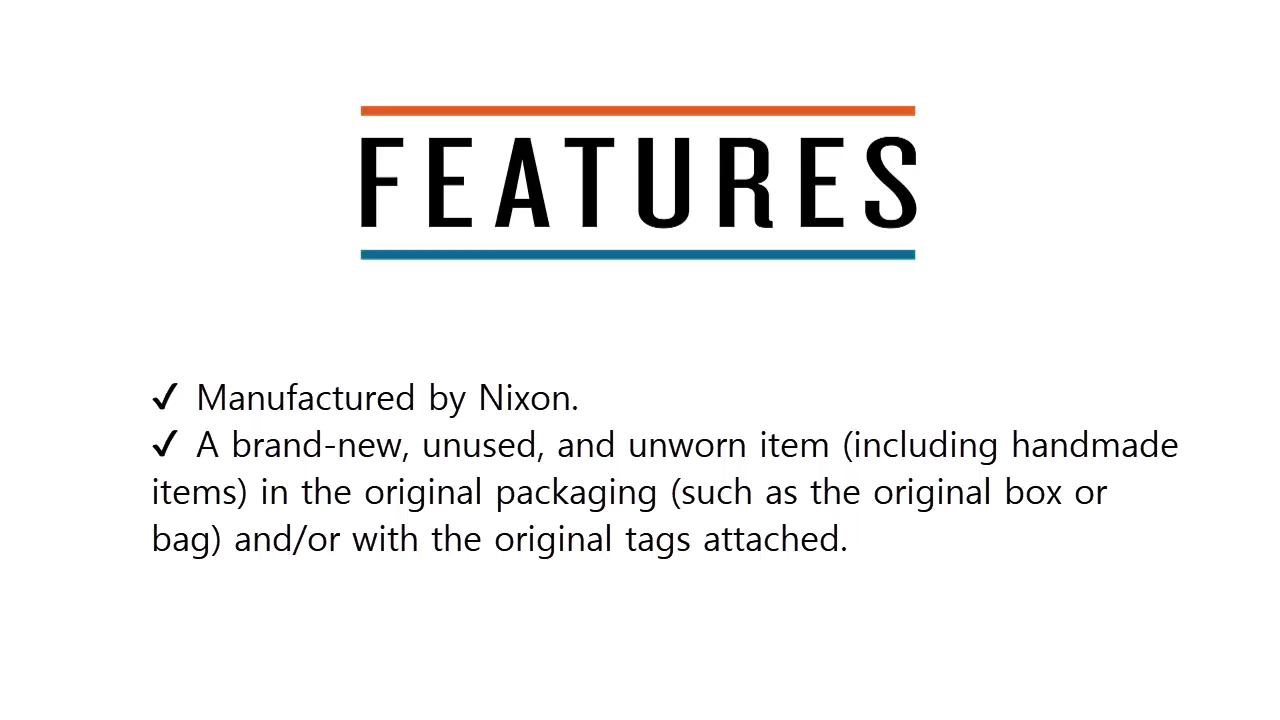 FEATURES
✓ Manufactured by Nixon.
✓ A brand-new, unused, and unworn item (including handmade
items) in the original packaging (such as the original box or
bag) and/or with the original tags attached.